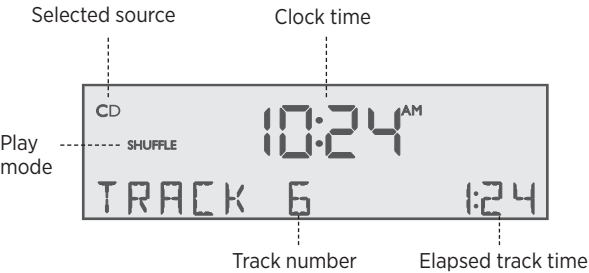 Selected source
Clock time
CD
10:24 AM
Play
mode
SHUFFLE
TRACK 6 1:24
Track number
Elapsed track time